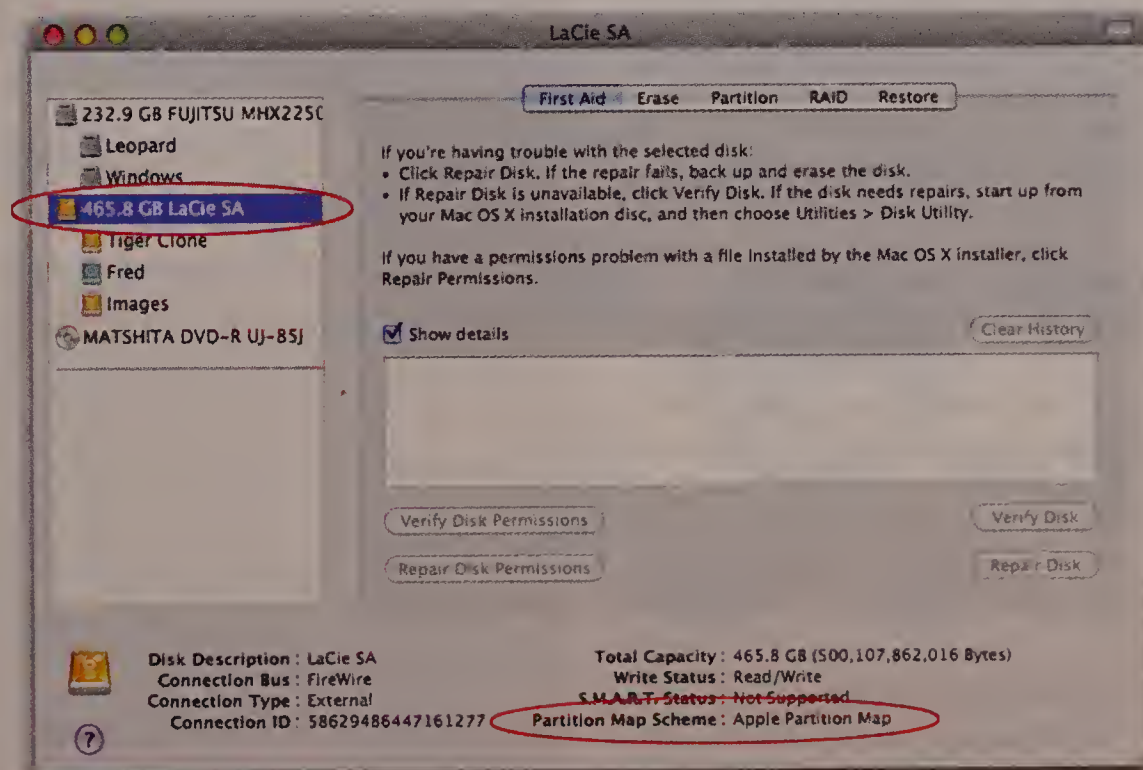 LaCie SA
232.9 GB FUJITSU MHX225C
Leopard
Windows
465.8 GB LaCie SA
Tiger Clone
Fred
Images
MATSHITA DVD-R UJ-85J
First Aid Erase Partition RAID Restore
If you're having trouble with the selected disk:
• Click Repair Disk. If the repair fails, back up and erase the disk.
• If Repair Disk is unavailable, click Verify Disk. If the disk needs repairs, start up from
your Mac OS X installation disc, and then choose Utilities > Disk Utility.
If you have a permissions problem with a file installed by the Mac OS X installer, click
Repair Permissions.
Show details
Clear History
Verify Disk Permissions
Verify Disk
Repair Disk Permissions
Repair Disk
Disk Description : LaCie SA
Connection Bus : FireWire
Connection Type : External
Connection ID : 58629486447161277
Total Capacity : 465.8 GB (500,107,862,016 Bytes)
Write Status : Read/Write
S.M.A.R.T. Status : Not Supported
Partition Map Scheme : Apple Partition Map
?